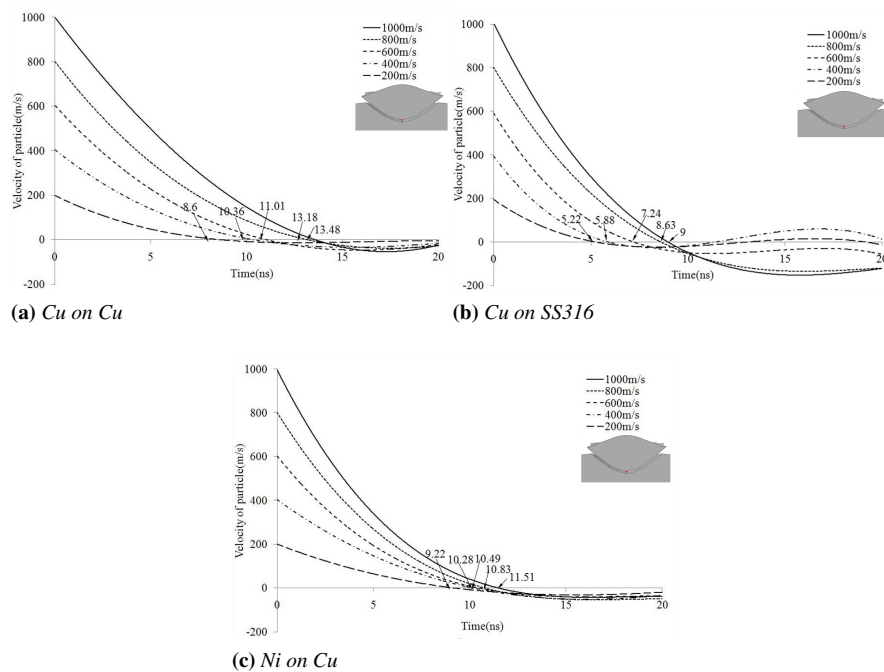 1000
800
600
400
200
0
-200
Velocity of particle(m/s)
0
5
10
15
20
Time(ns)
1000m/s
800m/s
600m/s
400m/s
200m/s
8.6
10.36
11.01
13.18
13.48
(a) Cu on Cu
1000
800
600
400
200
0
-200
Velocity of particle(m/s)
0
5
10
15
20
Time(ns)
1000m/s
800m/s
600m/s
400m/s
200m/s
5.22
5.88
7.24
8.63
9
(b) Cu on SS316
1000
800
600
400
200
0
-200
Velocity of particle(m/s)
0
5
10
15
20
Time(ns)
1000m/s
800m/s
600m/s
400m/s
200m/s
9.22
10.28
10.49
10.83
11.51
(c) Ni on Cu